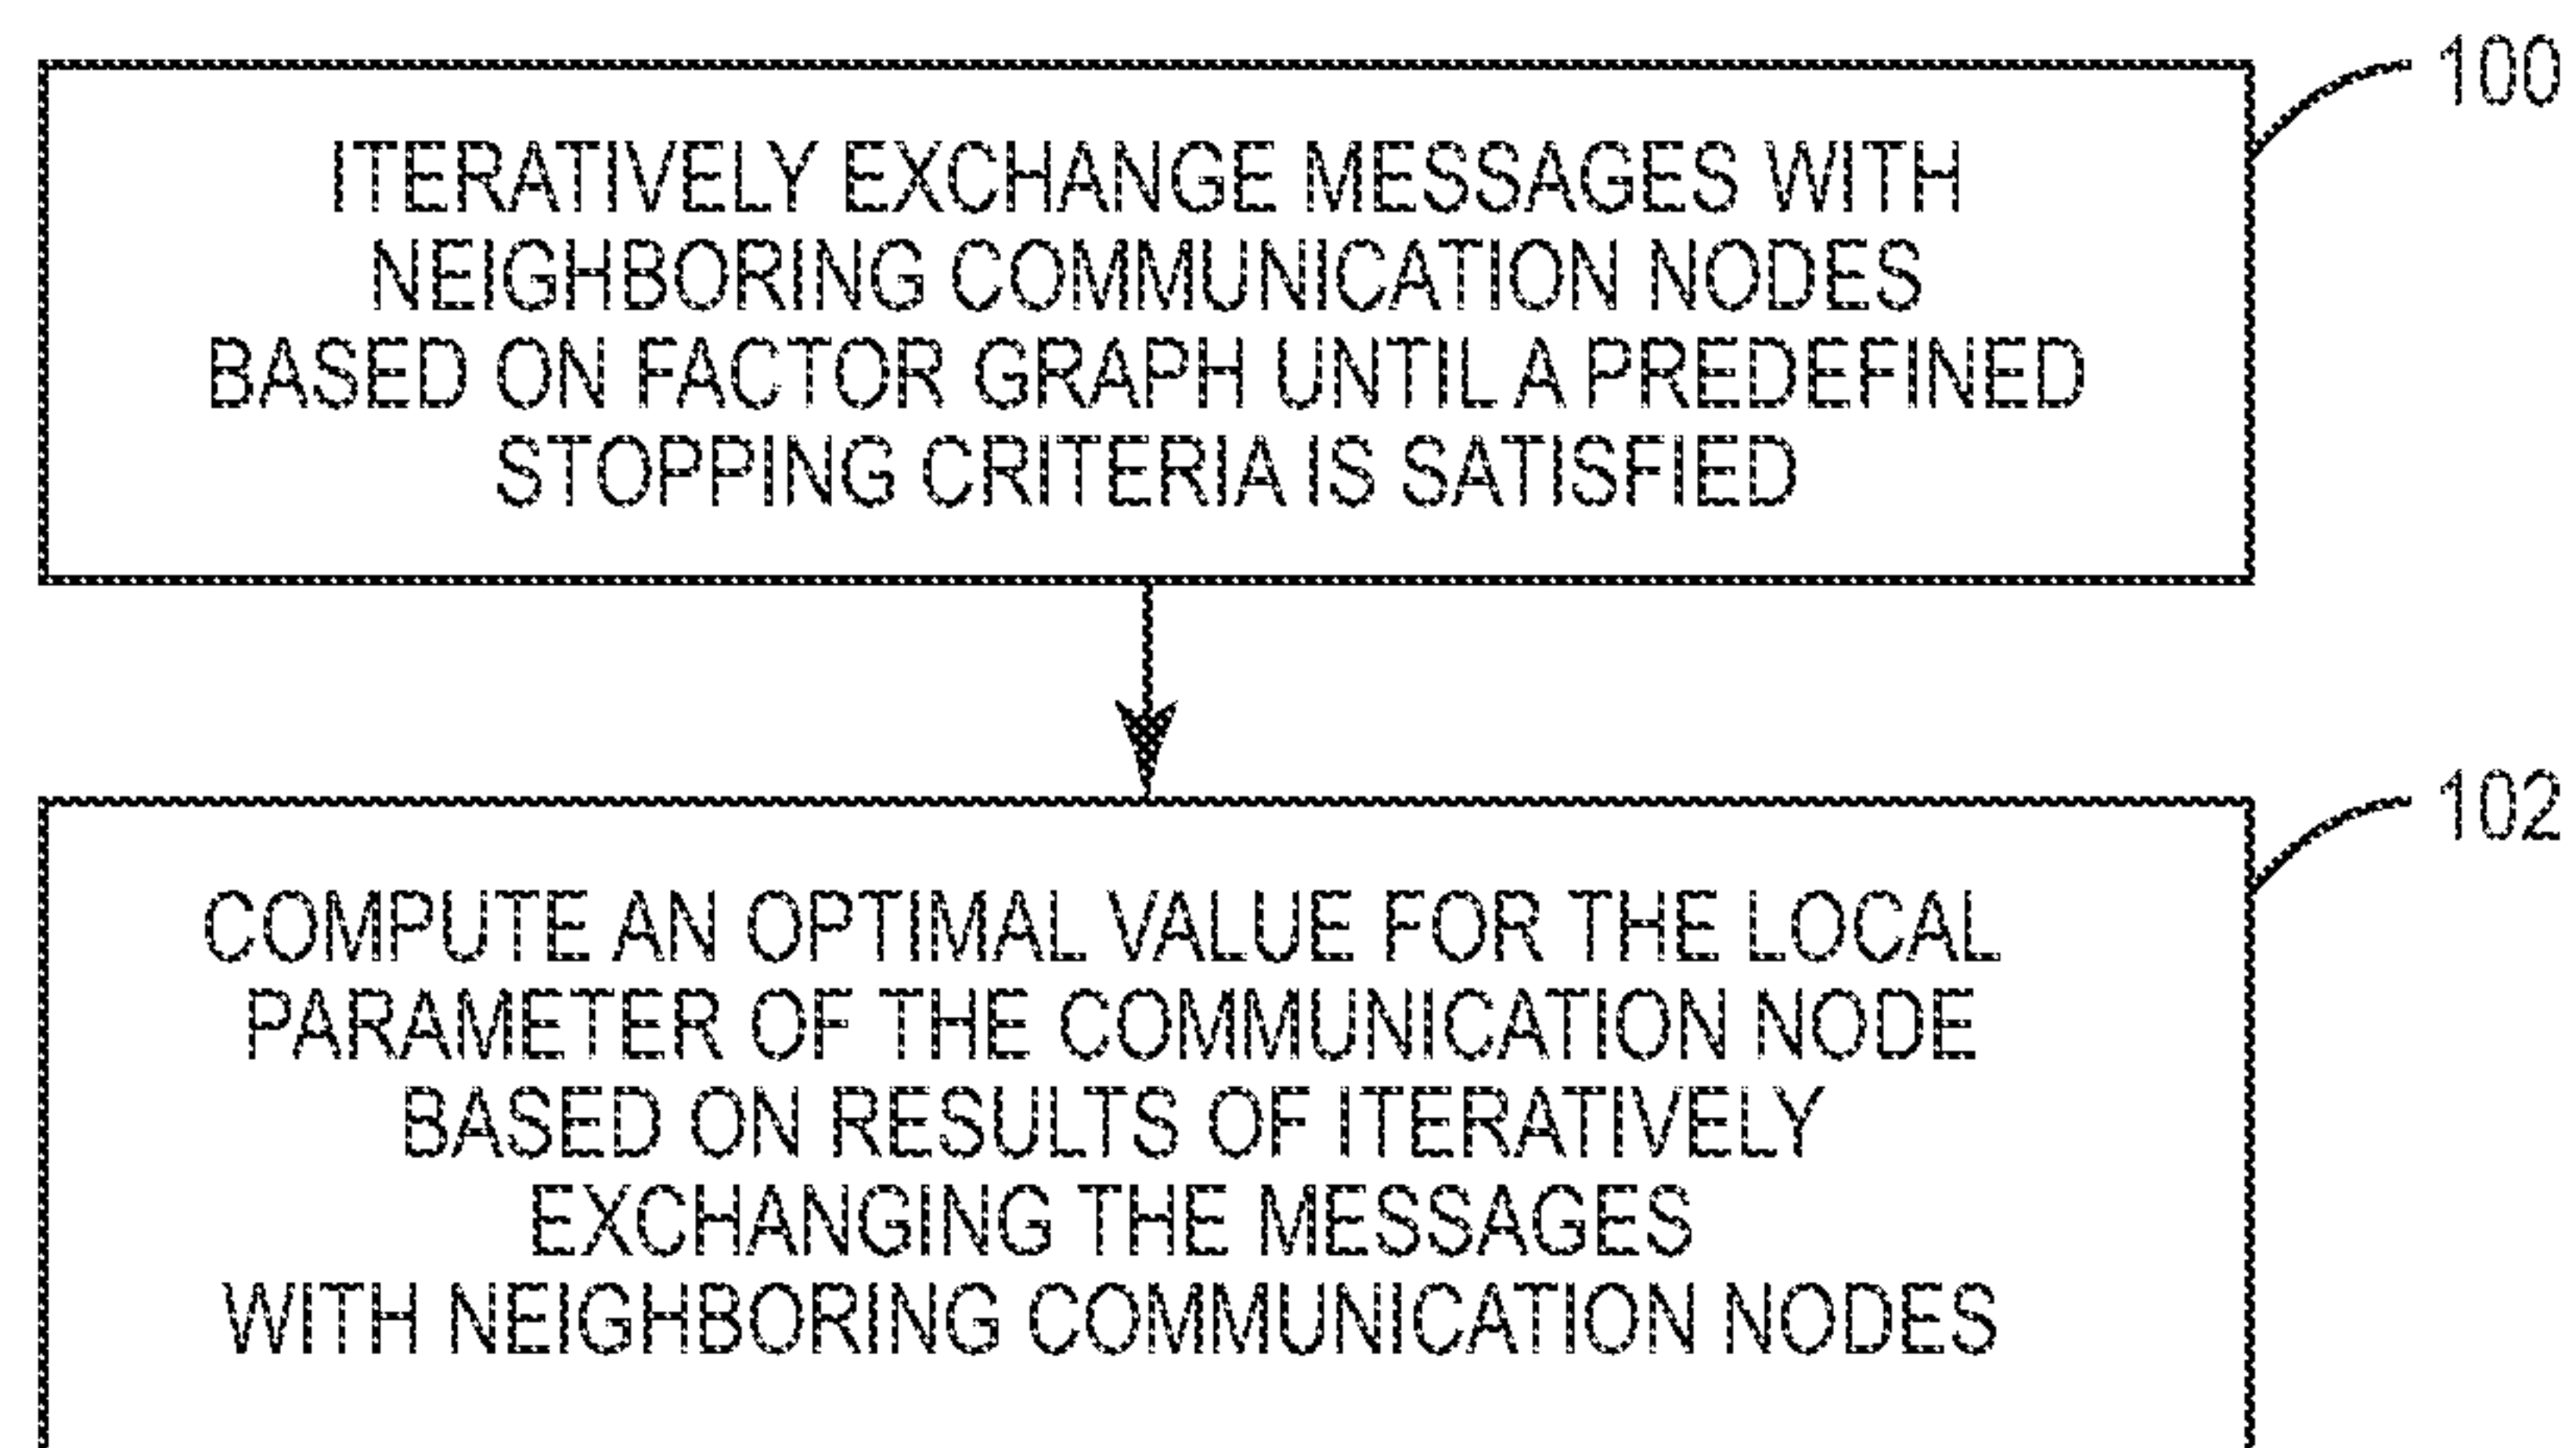 100
ITERATIVELY EXCHANGE MESSAGES WITH
NEIGHBORING COMMUNICATION NODES
BASED ON FACTOR GRAPH UNTIL A PREDEFINED
STOPPING CRITERIA IS SATISFIED
102
COMPUTE AN OPTIMAL VALUE FOR THE LOCAL
PARAMETER OF THE COMMUNICATION NODE
BASED ON RESULTS OF ITERATIVELY
EXCHANGING THE MESSAGES
WITH NEIGHBORING COMMUNICATION NODES